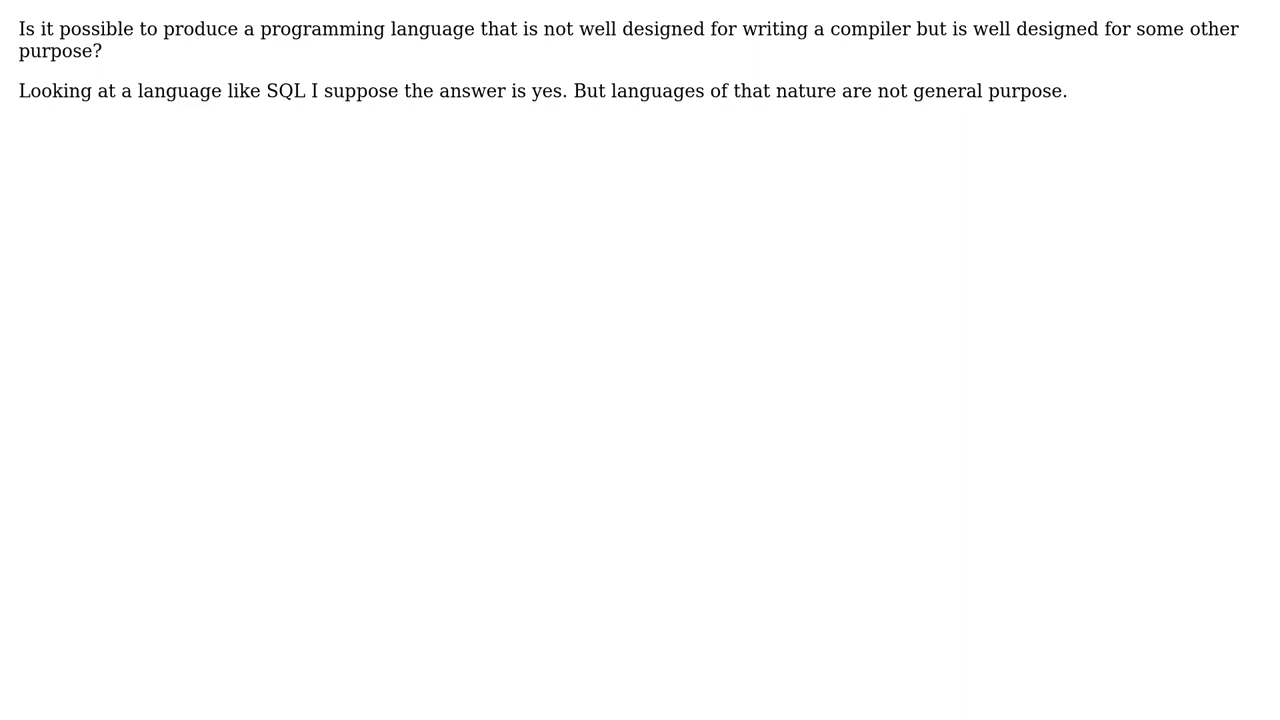 Is it possible to produce a programming language that is not well designed for writing a compiler but is well designed for some other
purpose?
Looking at a language like SQL I suppose the answer is yes. But languages of that nature are not general purpose.